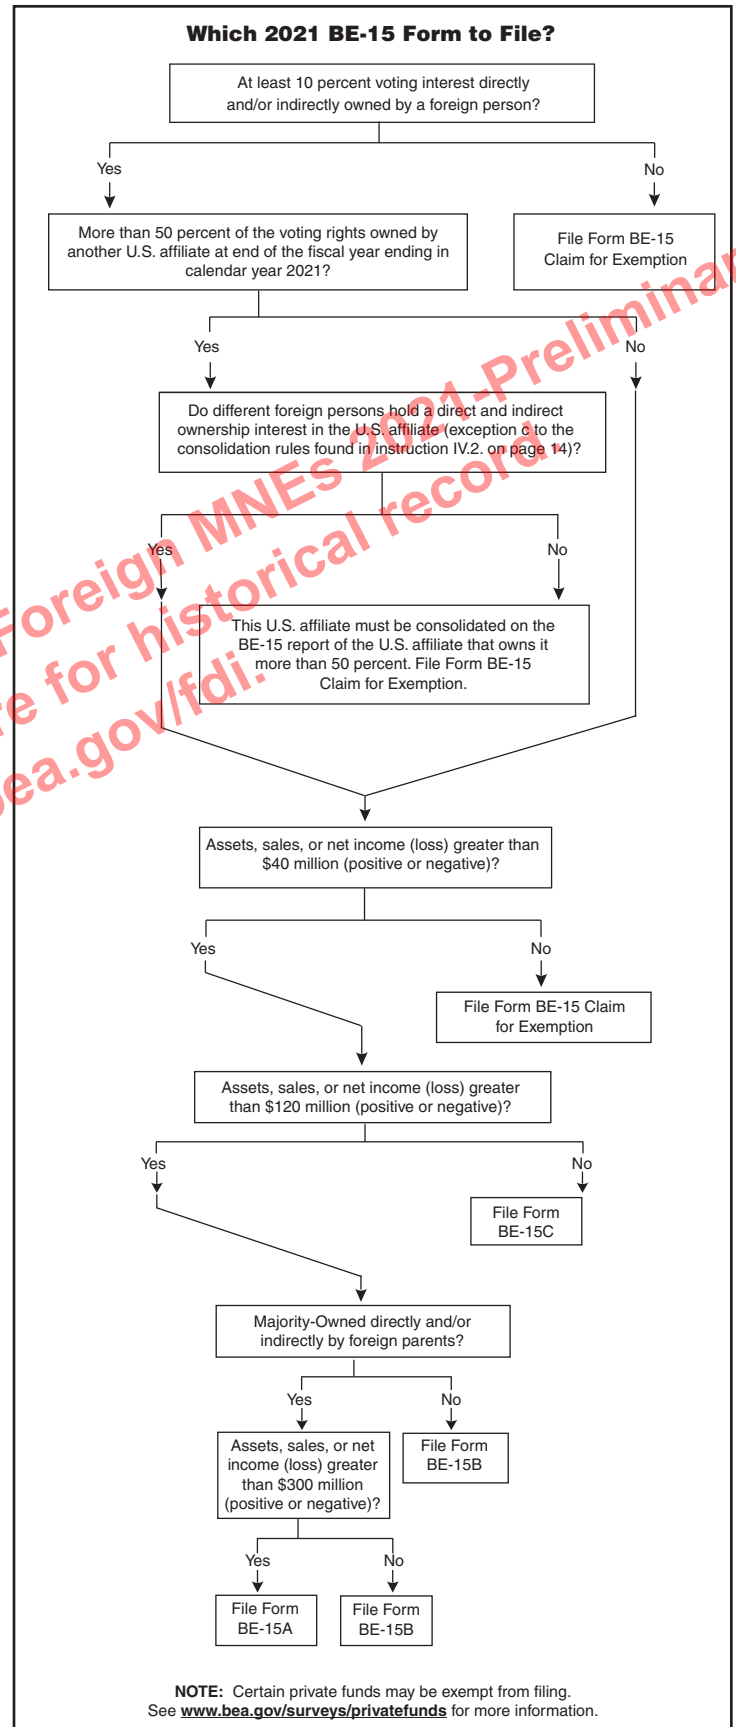 Which 2021 BE-15 Form to File?
At least 10 percent voting interest directly
and/or indirectly owned by a foreign person?
Yes
No
More than 50 percent of the voting rights owned by
another U.S. affiliate at end of the fiscal year ending in
calendar year 2021?
File Form BE-15
Claim for Exemption
Yes
No
Do different foreign persons hold a direct and indirect
ownership interest in the U.S. affiliate (exception c to the
consolidation rules found in instruction IV.2. on page 14)?
Yes
No
This U.S. affiliate must be consolidated on the
BE-15 report of the U.S. affiliate that owns it
more than 50 percent. File Form BE-15
Claim for Exemption.
Assets, sales, or net income (loss) greater than
$40 million (positive or negative)?
Yes
No
File Form BE-15 Claim
for Exemption
Assets, sales, or net income (loss) greater
than $120 million (positive or negative)?
Yes
No
File Form
BE-15C
Majority-Owned directly and/or
indirectly by foreign parents?
Yes
No
Assets, sales, or net
income (loss) greater
than $300 million
(positive or negative)?
File Form
BE-15B
Yes
No
File Form
BE-15A
File Form
BE-15B
NOTE: Certain private funds may be exempt from filing.
See www.bea.gov/surveys/privatefunds for more information.
Foreign MNEs 2021-Preliminar
re for historical record.
bea.gov/fdi.